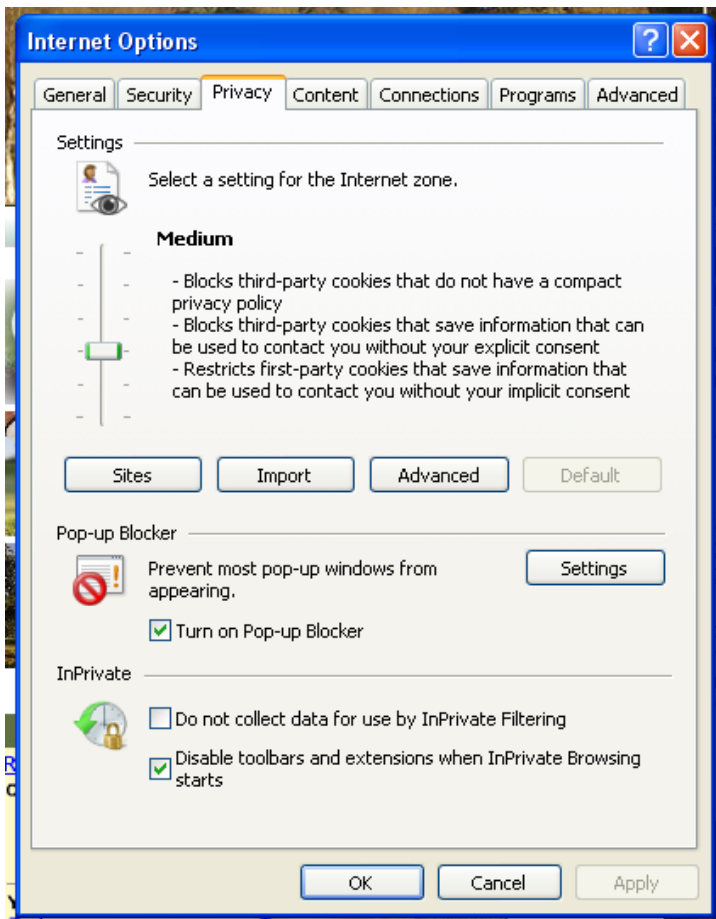 Internet Options
General Security Privacy Content Connections Programs Advanced
Settings
Select a setting for the Internet zone.
Medium
- Blocks third-party cookies that do not have a compact
privacy policy
- Blocks third-party cookies that save information that can
be used to contact you without your explicit consent
- Restricts first-party cookies that save information that
can be used to contact you without your implicit consent
Sites Import Advanced Default
Pop-up Blocker
Prevent most pop-up windows from
appearing.
Settings
Turn on Pop-up Blocker
InPrivate
Do not collect data for use by InPrivate Filtering
Disable toolbars and extensions when InPrivate Browsing
starts
OK Cancel Apply